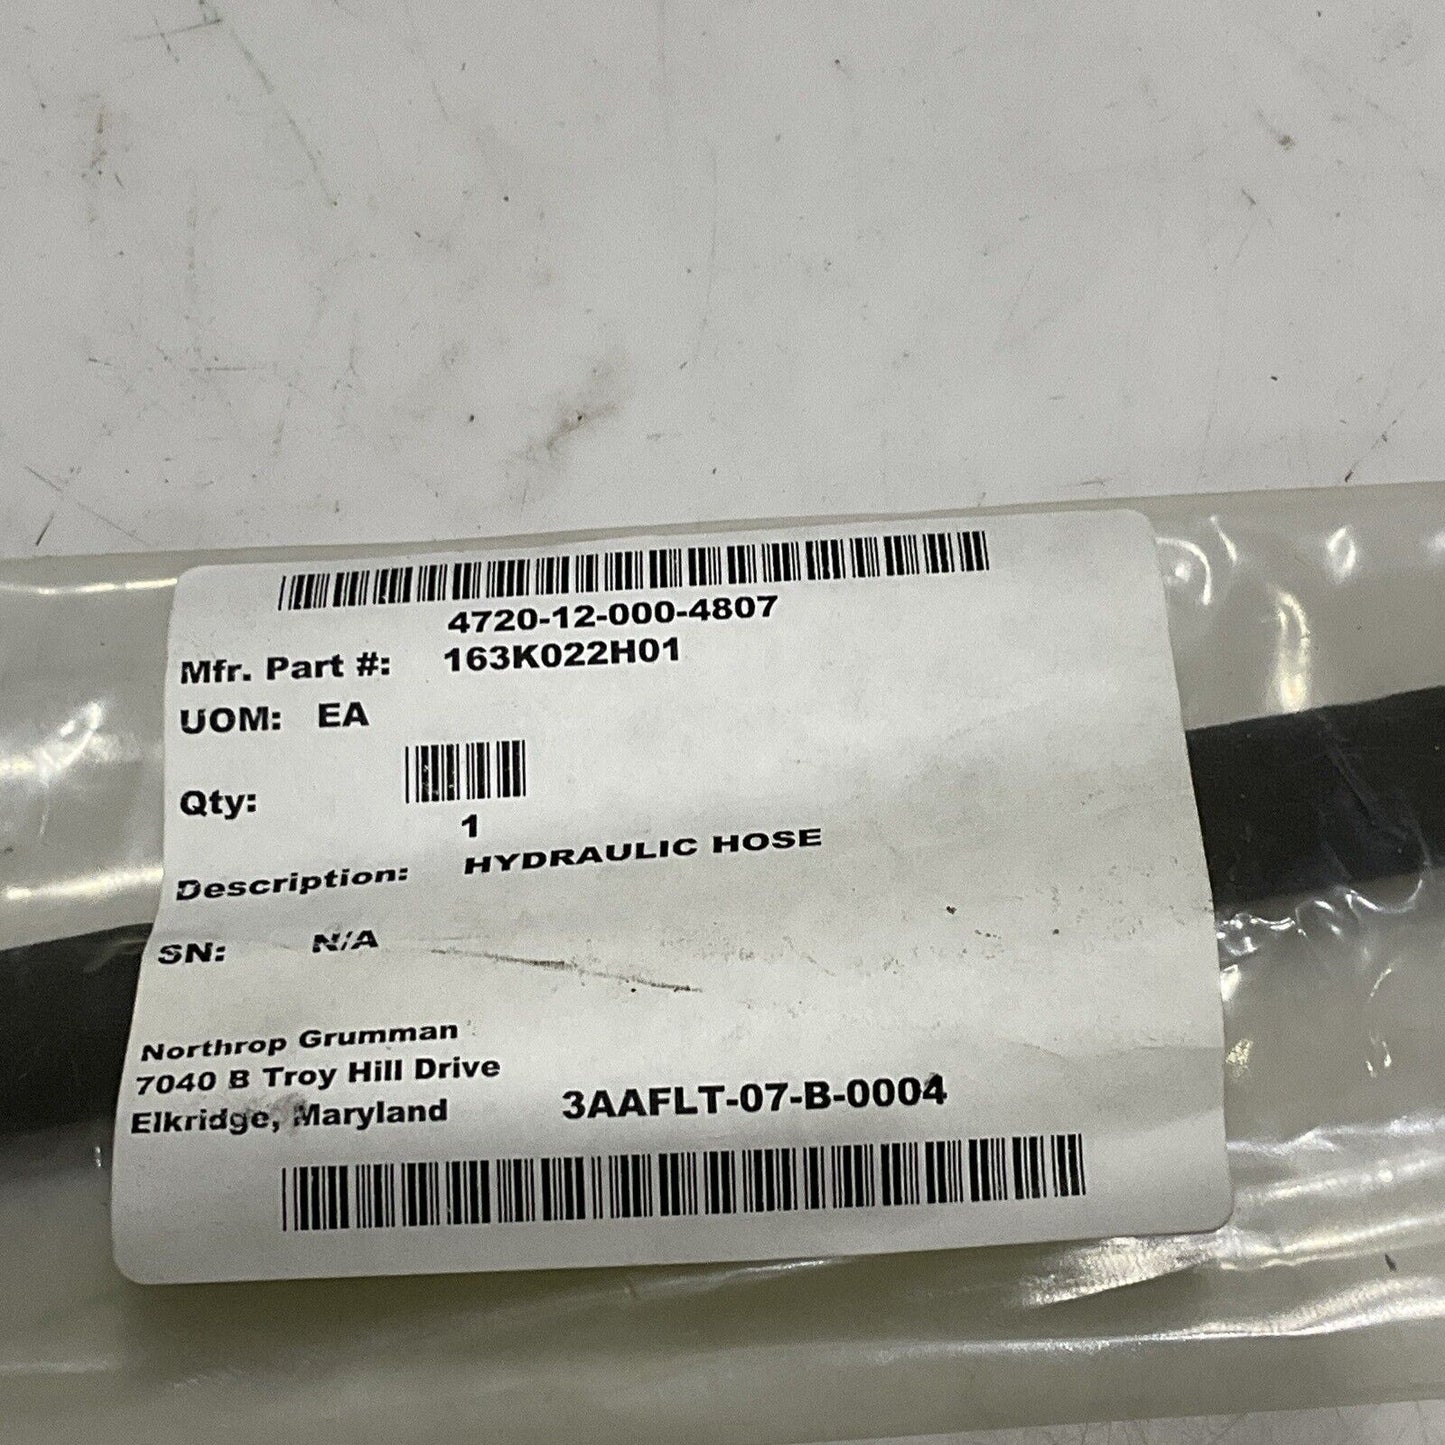 4720-12-000-4807
Mfr. Part #: 163K022H01
UOM: EA
Qty:
1
Description: HYDRAULIC HOSE
SN: N/A
Northrop Grumman
7040 B Troy Hill Drive
Elkridge, Maryland 3AAFLT-07-B-0004